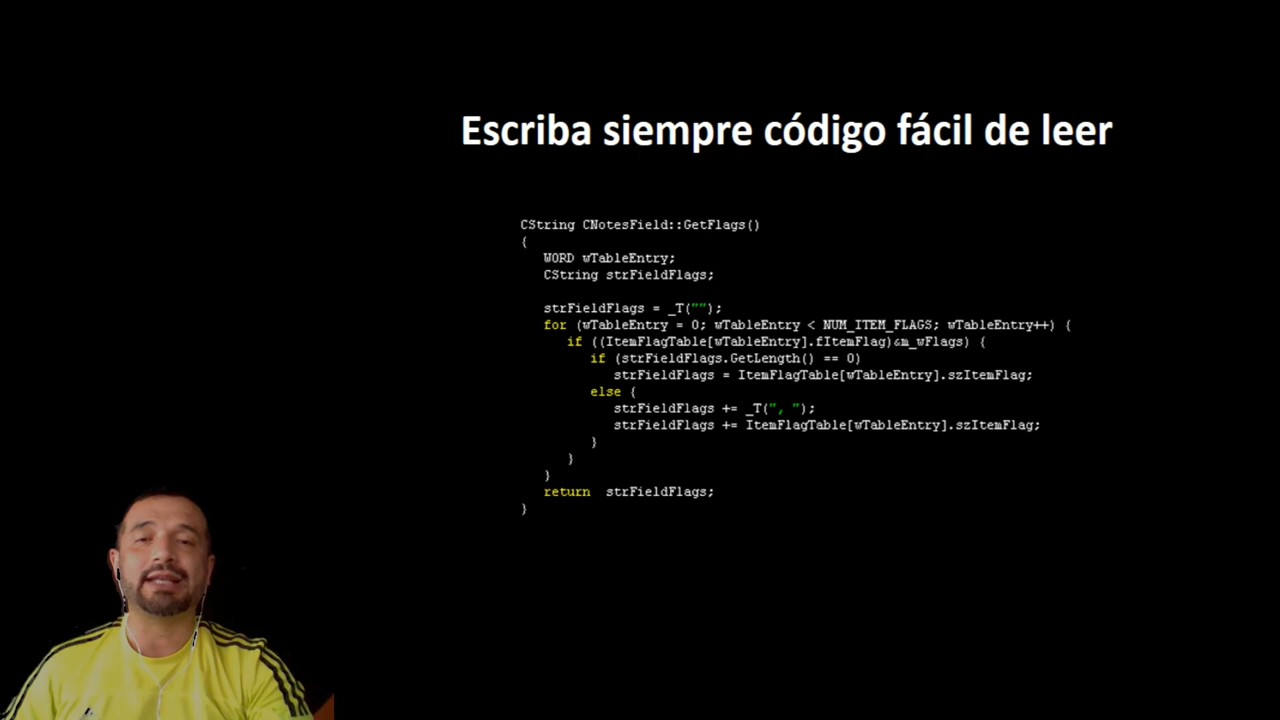 Escriba siempre código fácil de leer
CString CNotesField::GetFlags()
{
WORD wTableEntry;
CString strFieldFlags;
strFieldFlags = _T("");
for (wTableEntry = 0; wTableEntry < NUM_ITEM_FLAGS; wTableEntry++) {
if ((ItemFlagTable[wTableEntry].fItemFlag)&m_wFlags) {
if (strFieldFlags.GetLength() == 0)
strFieldFlags = ItemFlagTable[wTableEntry].szItemFlag;
else {
strFieldFlags += _T(", ");
strFieldFlags += ItemFlagTable[wTableEntry].szItemFlag;
}
}
}
return strFieldFlags;
}